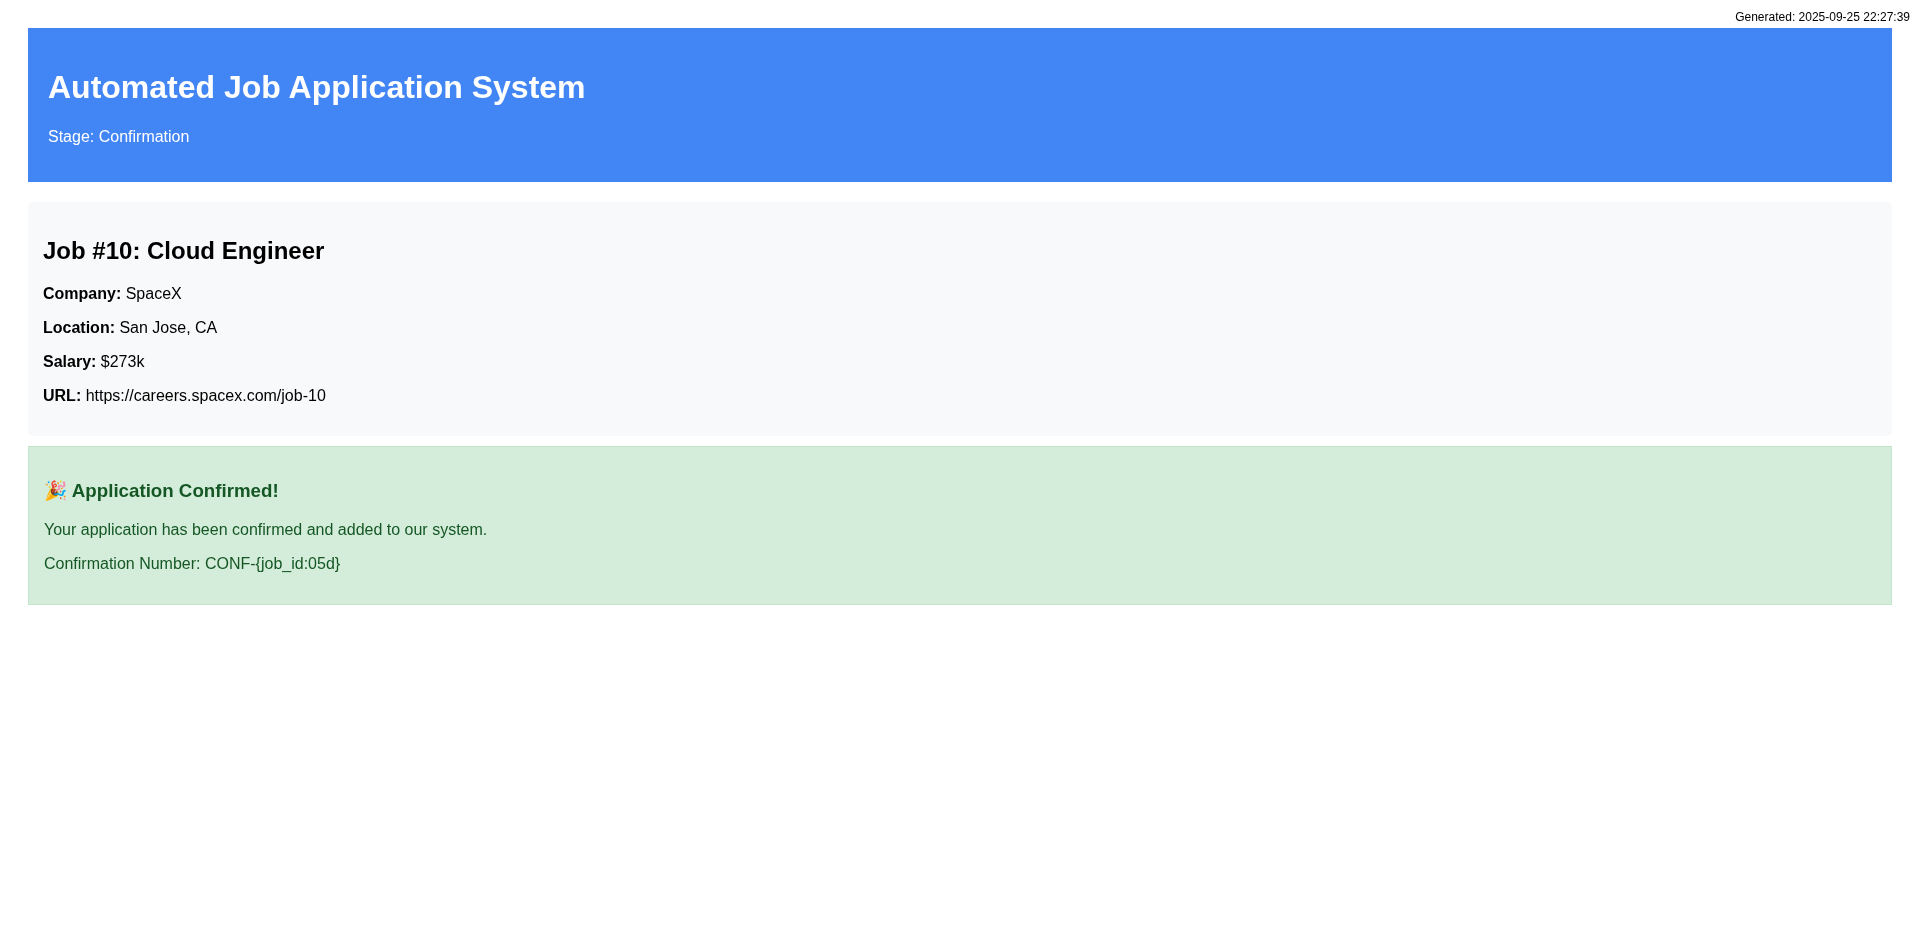 Generated: 2025-09-25 22:27:39
Automated Job Application System
Stage: Confirmation
Job #10: Cloud Engineer
Company: SpaceX
Location: San Jose, CA
Salary: $273k
URL: https://careers.spacex.com/job-10
🎉 Application Confirmed!
Your application has been confirmed and added to our system.
Confirmation Number: CONF-{job_id:05d}